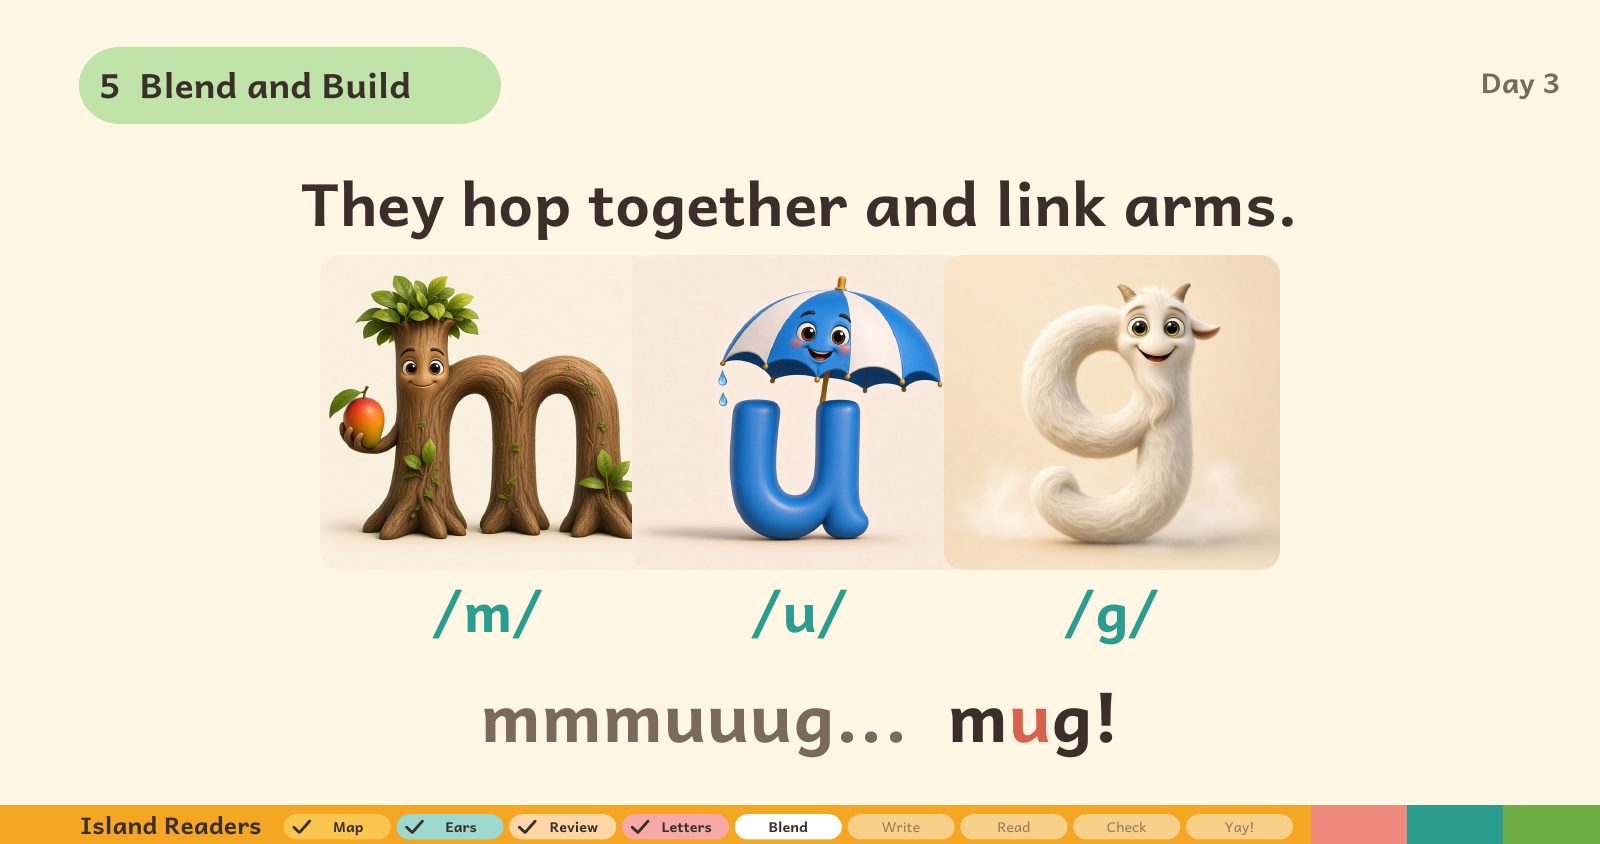 5 Blend and Build
Day 3
They hop together and link arms.
/m/ /u/ /g/
mmmuuug... mug!
Island Readers Map Ears Review Letters Blend Write Read Check Yay!